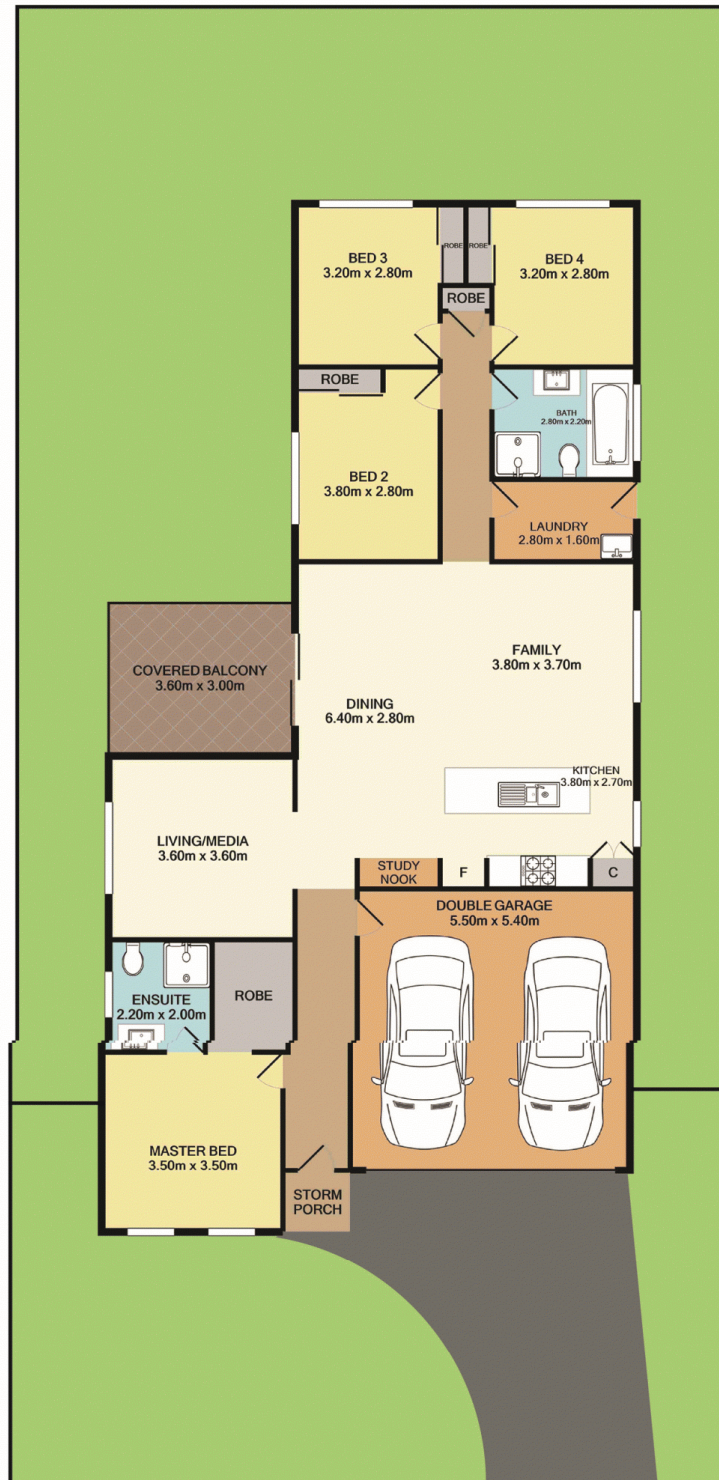 BED 3
3.20m x 2.80m
ROBE
ROBE
BED 4
3.20m x 2.80m
ROBE
ROBE
BATH
2.80m x 2.20m
BED 2
3.80m x 2.80m
LAUNDRY
2.80m x 1.60m
COVERED BALCONY
3.60m x 3.00m
FAMILY
3.80m x 3.70m
DINING
6.40m x 2.80m
KITCHEN
3.80m x 2.70m
LIVING/MEDIA
3.60m x 3.60m
STUDY
NOOK
F
C
DOUBLE GARAGE
5.50m x 5.40m
ENSUITE
2.20m x 2.00m
ROBE
MASTER BED
3.50m x 3.50m
STORM
PORCH